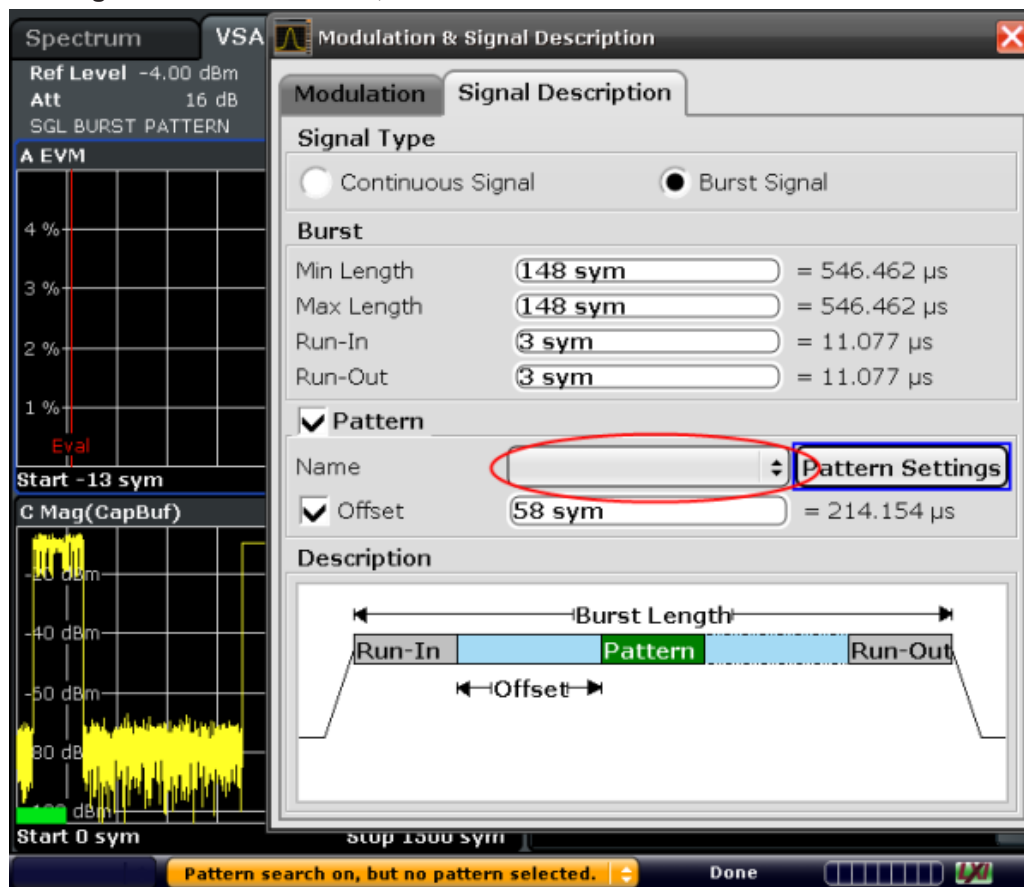 Spectrum
VSA
Ref Level -4.00 dBm
Att 16 dB
SGL BURST PATTERN
A EVM
4 %
3 %
2 %
1 %
Eval
Start -13 sym
C Mag(CapBuf)
-40 dBm
Start 0 sym
Stop 1500 sym
Modulation & Signal Description
Modulation Signal Description
Signal Type
Continuous Signal Burst Signal
Burst
Min Length 148 sym = 546.462 µs
Max Length 148 sym = 546.462 µs
Run-In 3 sym = 11.077 µs
Run-Out 3 sym = 11.077 µs
Pattern
Name Pattern Settings
Offset 58 sym = 214.154 µs
Description
Burst Length
Run-In Pattern Run-Out
Offset
Pattern search on, but no pattern selected. Done LXI